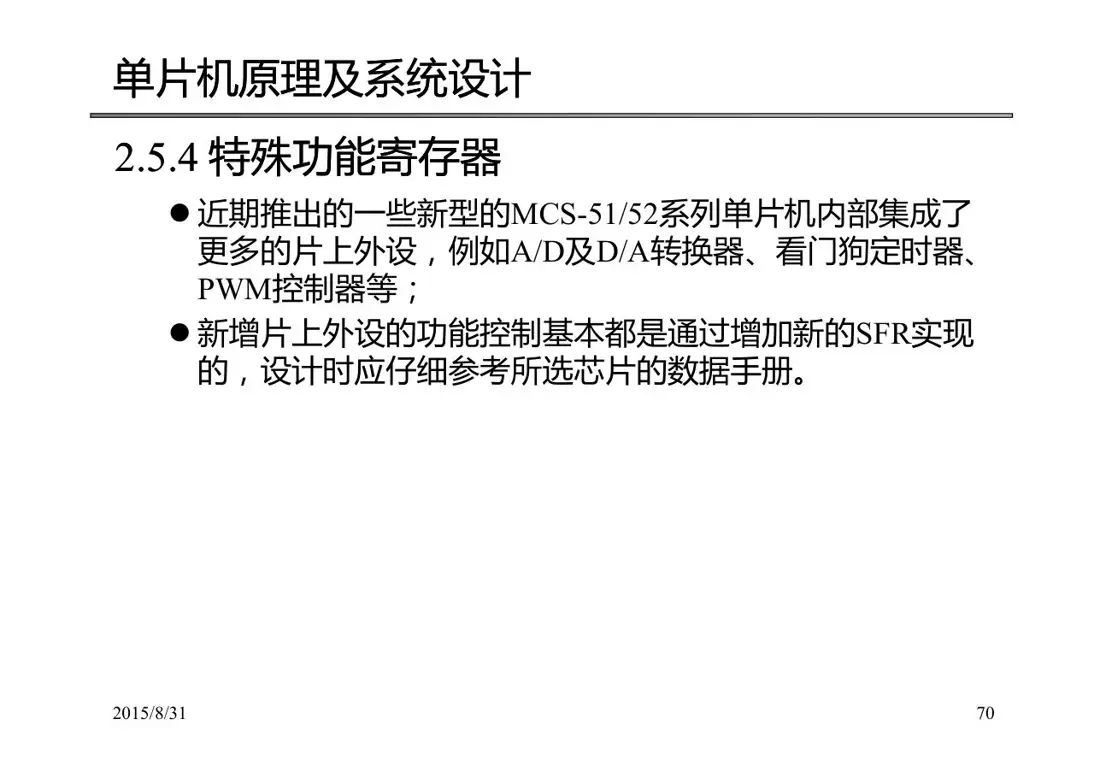 单片机原理及系统设计
2.5.4 特殊功能寄存器
●近期推出的一些新型的MCS-51/52系列单片机内部集成了
更多的片上外设，例如A/D及D/A转换器、看门狗定时器、
PWM控制器等；
●新增片上外设的功能控制基本都是通过增加新的SFR实现
的，设计时应仔细参考所选芯片的数据手册。
2015/8/31
70